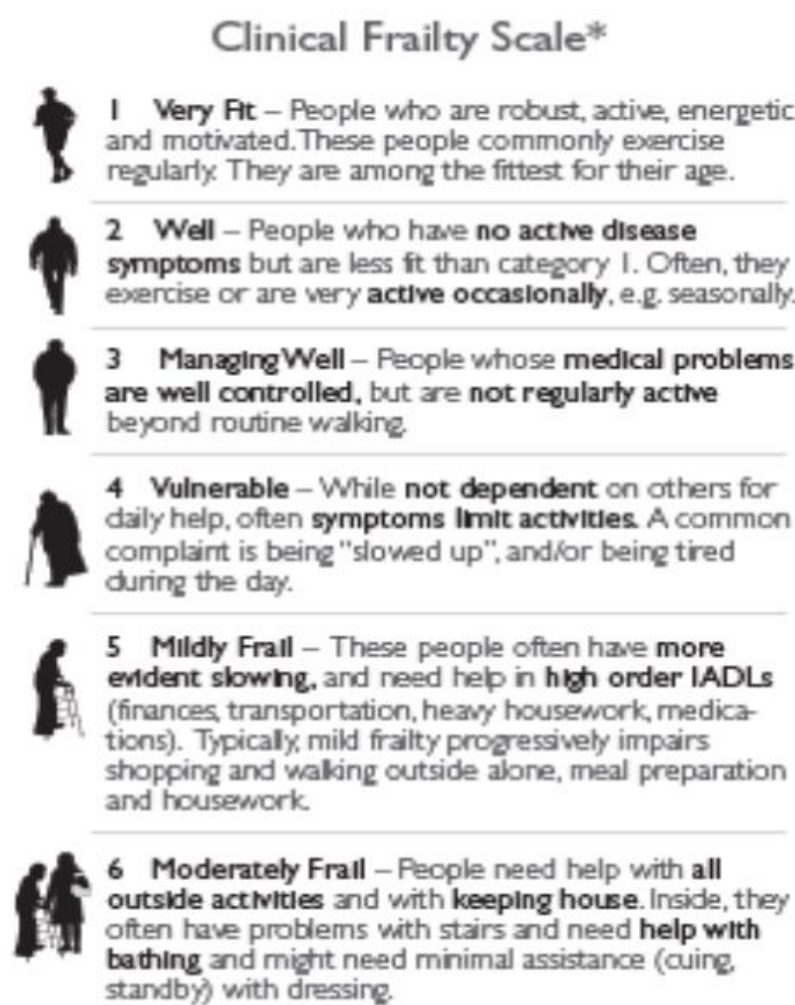 Clinical Frailty Scale*
1 Very Fit – People who are robust, active, energetic
and motivated. These people commonly exercise
regularly. They are among the fittest for their age.
2 Well – People who have no active disease
symptoms but are less fit than category 1. Often, they
exercise or are very active occasionally, e.g. seasonally.
3 Managing Well – People whose medical problems
are well controlled, but are not regularly active
beyond routine walking.
4 Vulnerable – While not dependent on others for
daily help, often symptoms limit activities. A common
complaint is being "slowed up", and/or being tired
during the day.
5 Mildly Frail – These people often have more
evident slowing, and need help in high order IADLs
(finances, transportation, heavy housework, medica-
tions). Typically, mild frailty progressively impairs
shopping and walking outside alone, meal preparation
and housework.
6 Moderately Frail – People need help with all
outside activities and with keeping house. Inside, they
often have problems with stairs and need help with
bathing and might need minimal assistance (cuing,
standby) with dressing.